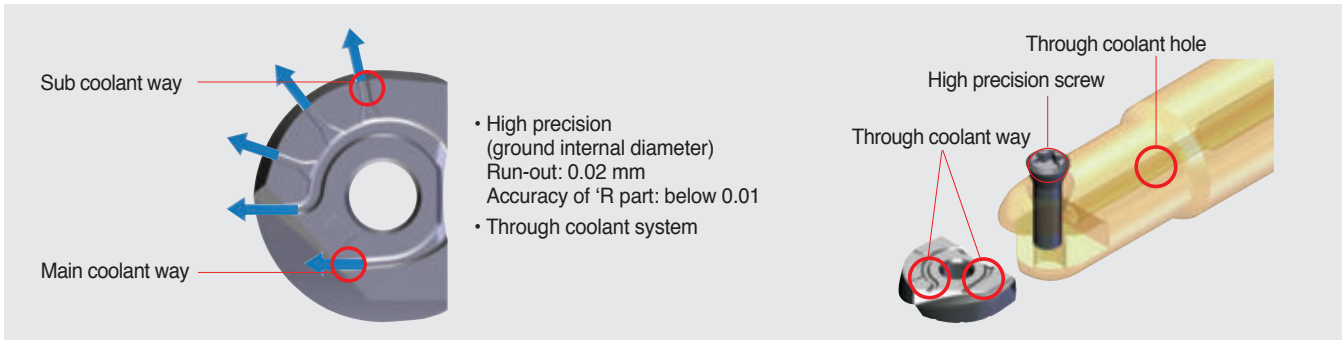 Sub coolant way
Main coolant way
• High precision
(ground internal diameter)
Run-out: 0.02 mm
Accuracy of ‘R part: below 0.01
• Through coolant system
Through coolant hole
High precision screw
Through coolant way